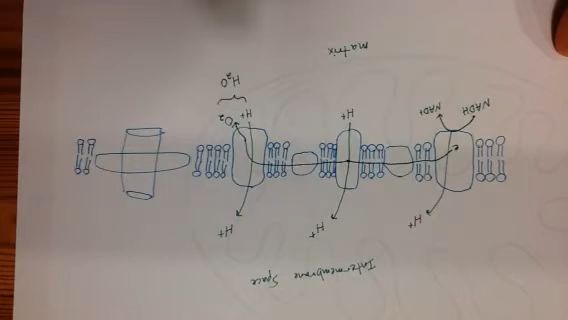 Intermembrane Space
H+ H+ H+
e-
NADH NAD+ H+ H+ O2
H2O
matrix